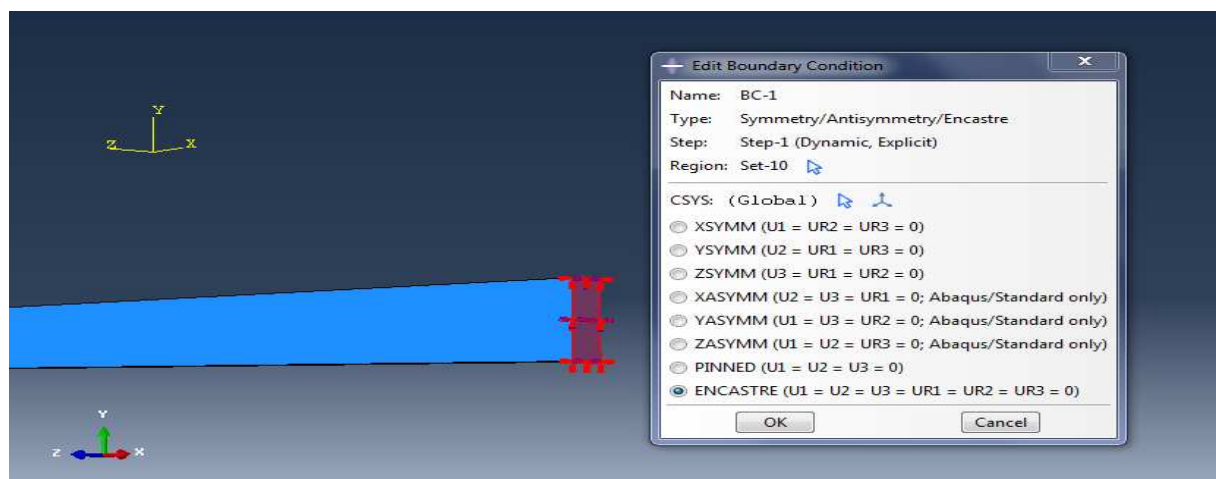 Edit Boundary Condition
X
Name: BC-1
Type: Symmetry/Antisymmetry/Encastre
Step: Step-1 (Dynamic, Explicit)
Region: Set-10
CSYS: (Global)
XSYMM (U1 = UR2 = UR3 = 0)
YSYMM (U2 = UR1 = UR3 = 0)
ZSYMM (U3 = UR1 = UR2 = 0)
XASYMM (U2 = U3 = UR1 = 0; Abaqus/Standard only)
YASYMM (U1 = U3 = UR2 = 0; Abaqus/Standard only)
ZASYMM (U1 = U2 = UR3 = 0; Abaqus/Standard only)
PINNED (U1 = U2 = U3 = 0)
ENCASTRE (U1 = U2 = U3 = UR1 = UR2 = UR3 = 0)
OK Cancel
Y
Z X
Y
Z X